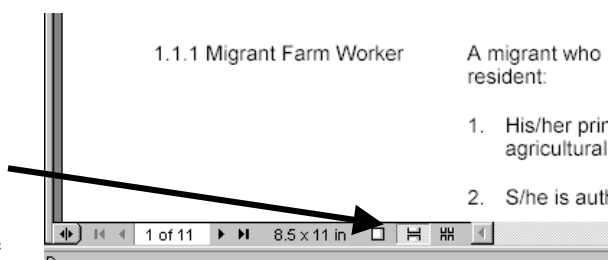 1.1.1 Migrant Farm Worker
A migrant who
resident:
1. His/her prin
agricultural
2. S/he is auth
1 of 11
8.5 x 11 in